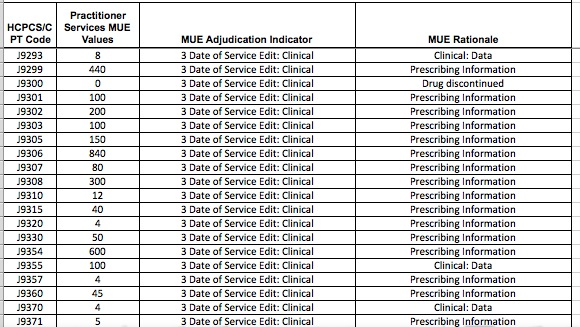 HCPCS/C PT Code | Practitioner Services MUE Values | MUE Adjudication Indicator | MUE Rationale
J9293 8 3 Date of Service Edit: Clinical Clinical: Data
J9299 440 3 Date of Service Edit: Clinical Prescribing Information
J9300 0 3 Date of Service Edit: Clinical Drug discontinued
J9301 100 3 Date of Service Edit: Clinical Prescribing Information
J9302 200 3 Date of Service Edit: Clinical Prescribing Information
J9303 100 3 Date of Service Edit: Clinical Prescribing Information
J9305 150 3 Date of Service Edit: Clinical Prescribing Information
J9306 840 3 Date of Service Edit: Clinical Prescribing Information
J9307 80 3 Date of Service Edit: Clinical Prescribing Information
J9308 300 3 Date of Service Edit: Clinical Prescribing Information
J9310 12 3 Date of Service Edit: Clinical Prescribing Information
J9315 40 3 Date of Service Edit: Clinical Prescribing Information
J9320 4 3 Date of Service Edit: Clinical Prescribing Information
J9330 50 3 Date of Service Edit: Clinical Prescribing Information
J9354 600 3 Date of Service Edit: Clinical Prescribing Information
J9355 100 3 Date of Service Edit: Clinical Clinical: Data
J9357 4 3 Date of Service Edit: Clinical Prescribing Information
J9360 45 3 Date of Service Edit: Clinical Prescribing Information
J9370 4 3 Date of Service Edit: Clinical Clinical: Data
J9371 5 3 Date of Service Edit: Clinical Prescribing Information